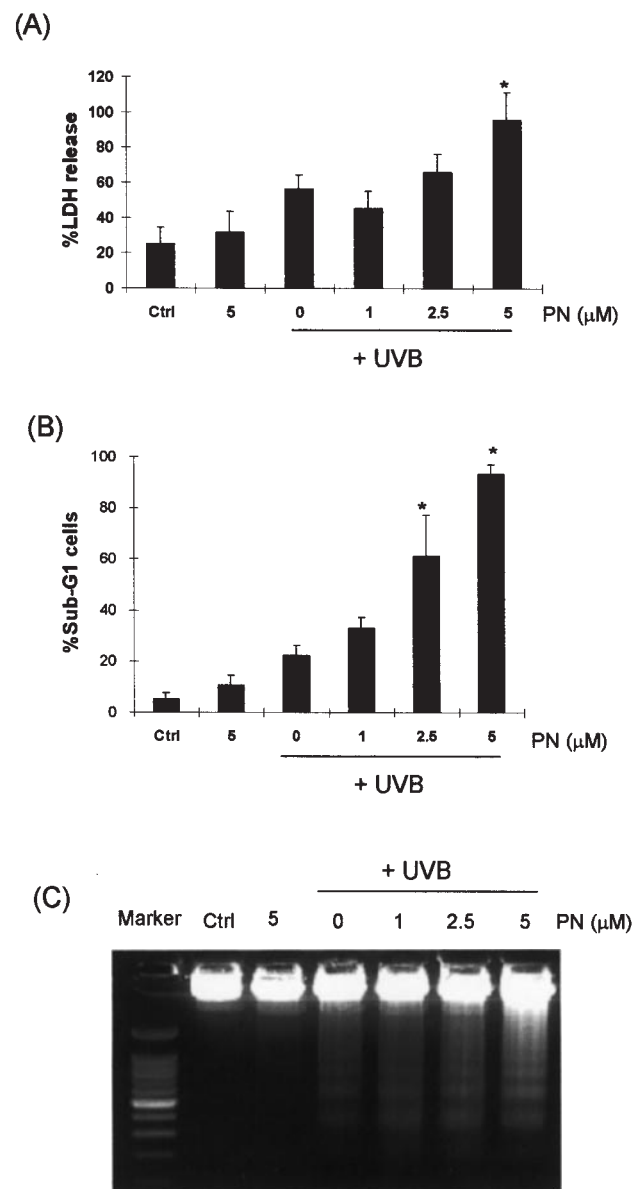 (A)
120
100
80
60
40
20
0
%LDH release
*
Ctrl 5 0 1 2.5 5 PN (μM)
+ UVB
(B)
100
80
60
40
20
0
%Sub-G1 cells
* *
Ctrl 5 0 1 2.5 5 PN (μM)
+ UVB
(C)
+ UVB
Marker Ctrl 5 0 1 2.5 5 PN (μM)